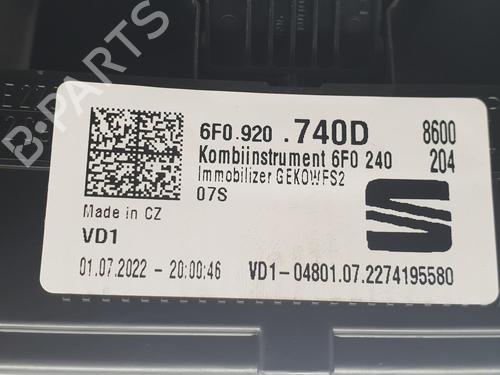 B-PARTS
6F0.920 .740D 8600
Kombiinstrument 6F0 240 204
Immobilizer GEKOWFS2
07S
Made in CZ
VD1
01.07.2022 - 20:00:46 VD1-04801.07.2274195580